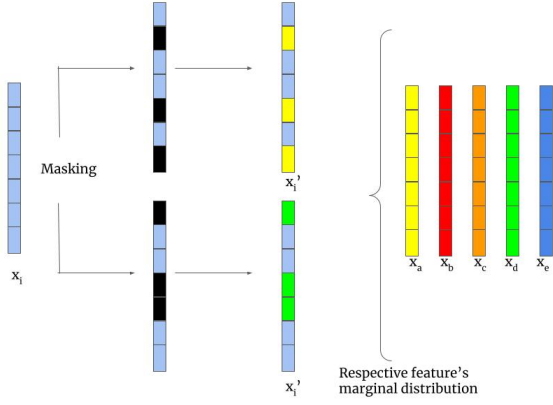 Masking
x_i
x_i'
x_i'
x_a x_b x_c x_d x_e
Respective feature's
marginal distribution